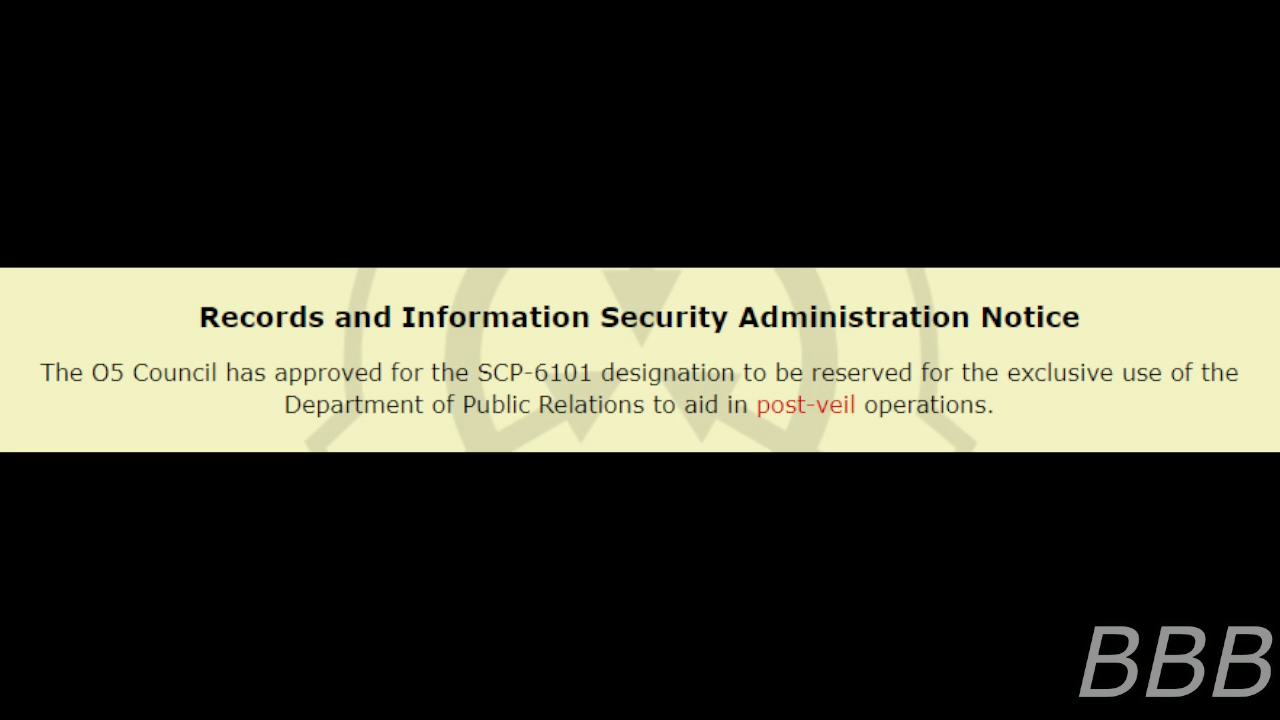 Records and Information Security Administration Notice
The O5 Council has approved for the SCP-6101 designation to be reserved for the exclusive use of the
Department of Public Relations to aid in post-veil operations.
BBB